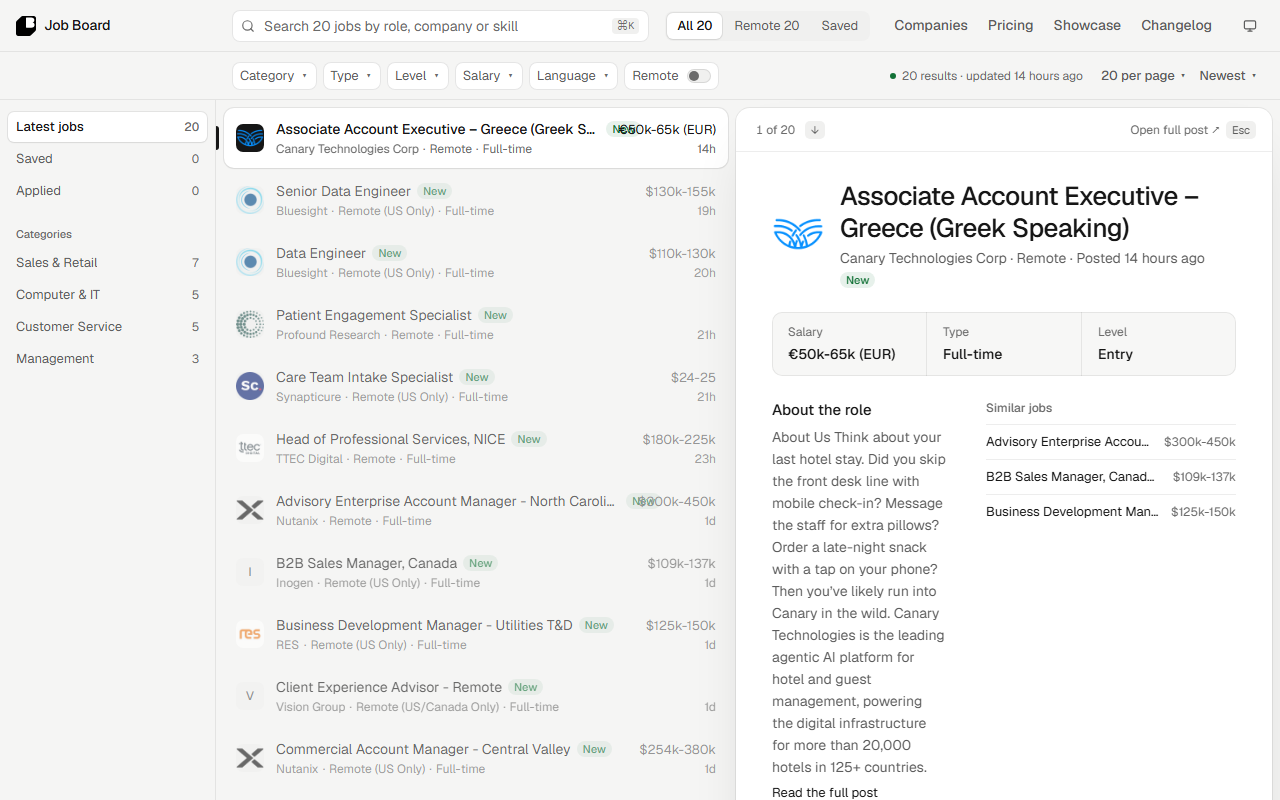 Job Board
Search 20 jobs by role, company or skill
⌘K
All 20
Remote 20
Saved
Companies
Pricing
Showcase
Changelog
Category
Type
Level
Salary
Language
Remote
20 results · updated 14 hours ago
20 per page
Newest
Latest jobs 20
Saved 0
Applied 0
Categories
Sales & Retail 7
Computer & IT 5
Customer Service 5
Management 3
Associate Account Executive – Greece (Greek S... New €50k-65k (EUR)
Canary Technologies Corp · Remote · Full-time 14h
Senior Data Engineer New $130k-155k
Bluesight · Remote (US Only) · Full-time 19h
Data Engineer New $110k-130k
Bluesight · Remote (US Only) · Full-time 20h
Patient Engagement Specialist New
Profound Research · Remote · Full-time 21h
Sc
Care Team Intake Specialist New $24-25
Synapticure · Remote (US Only) · Full-time 21h
ttec
Head of Professional Services, NICE New $180k-225k
TTEC Digital · Remote · Full-time 23h
Advisory Enterprise Account Manager - North Caroli... New $300k-450k
Nutanix · Remote · Full-time 1d
I
B2B Sales Manager, Canada New $109k-137k
Inogen · Remote (US Only) · Full-time 1d
res
Business Development Manager - Utilities T&D New $125k-150k
RES · Remote (US Only) · Full-time 1d
V
Client Experience Advisor - Remote New
Vision Group · Remote (US/Canada Only) · Full-time 1d
Commercial Account Manager - Central Valley New $254k-380k
Nutanix · Remote (US Only) · Full-time 1d
1 of 20 ↓
Open full post ↗ Esc
Associate Account Executive –
Greece (Greek Speaking)
Canary Technologies Corp · Remote · Posted 14 hours ago
New
Salary
€50k-65k (EUR)
Type
Full-time
Level
Entry
About the role
About Us Think about your
last hotel stay. Did you skip
the front desk line with
mobile check-in? Message
the staff for extra pillows?
Order a late-night snack
with a tap on your phone?
Then you've likely run into
Canary in the wild. Canary
Technologies is the leading
agentic AI platform for
hotel and guest
management, powering
the digital infrastructure
for more than 20,000
hotels in 125+ countries.
Read the full post
Similar jobs
Advisory Enterprise Accou... $300k-450k
B2B Sales Manager, Canad... $109k-137k
Business Development Man... $125k-150k